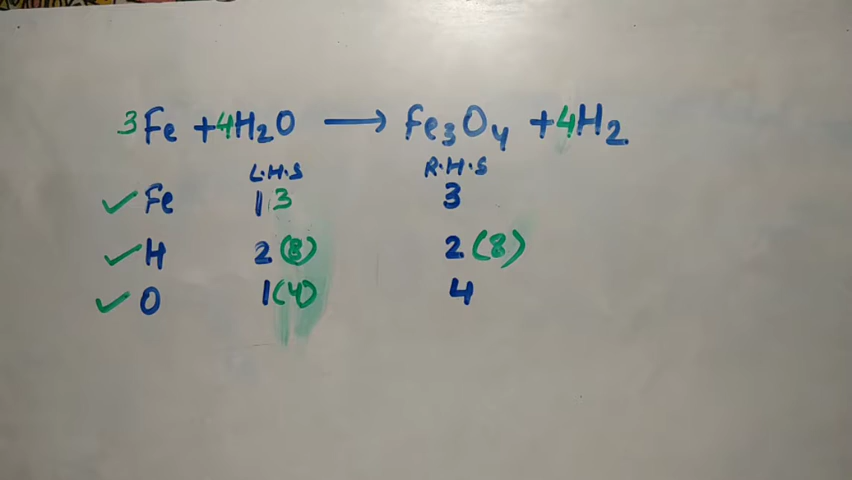 3Fe + 4H₂O → Fe₃O₄ + 4H₂
L.H.S R.H.S
✓ Fe 1 3 3
✓ H 2 (8) 2 (8)
✓ O 1 (4) 4